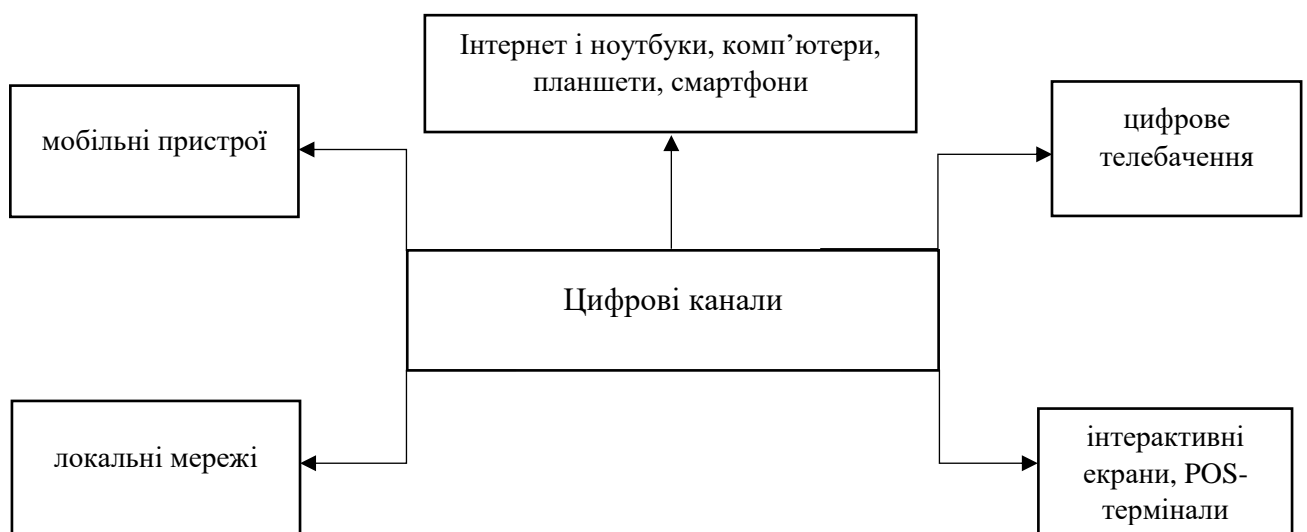 Інтернет і ноутбуки, комп’ютери,
планшети, смартфони
мобільні пристрої
цифрове
телебачення
Цифрові канали
локальні мережі
інтерактивні
екрани, POS-
термінали